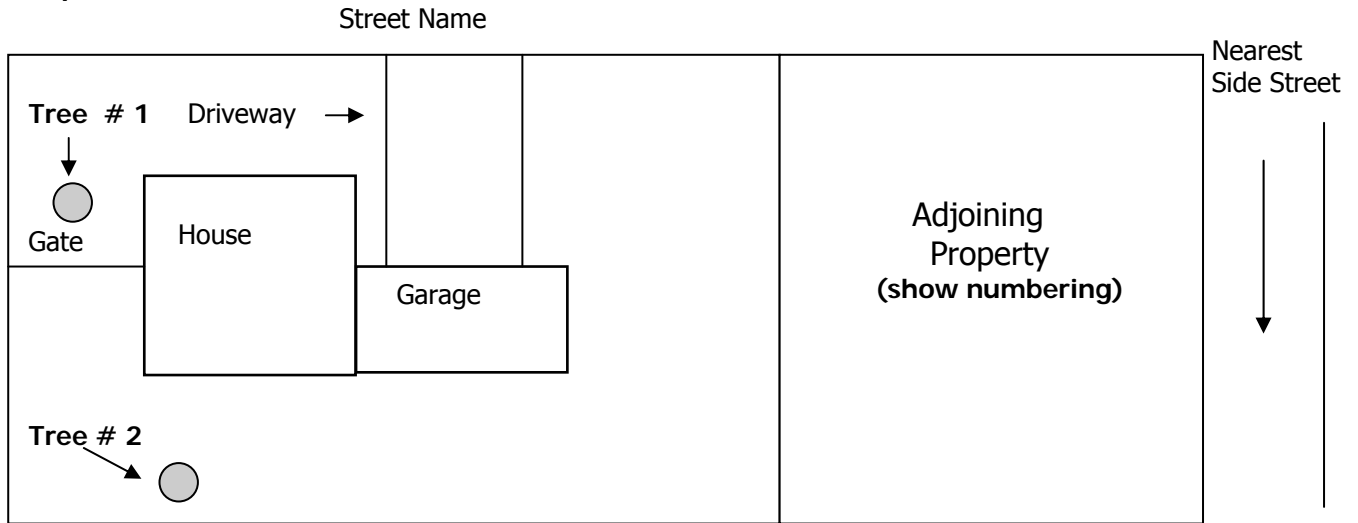 Street Name
Nearest
Side Street
Tree # 1
Driveway
Gate
House
Garage
Adjoining
Property
(show numbering)
Tree # 2